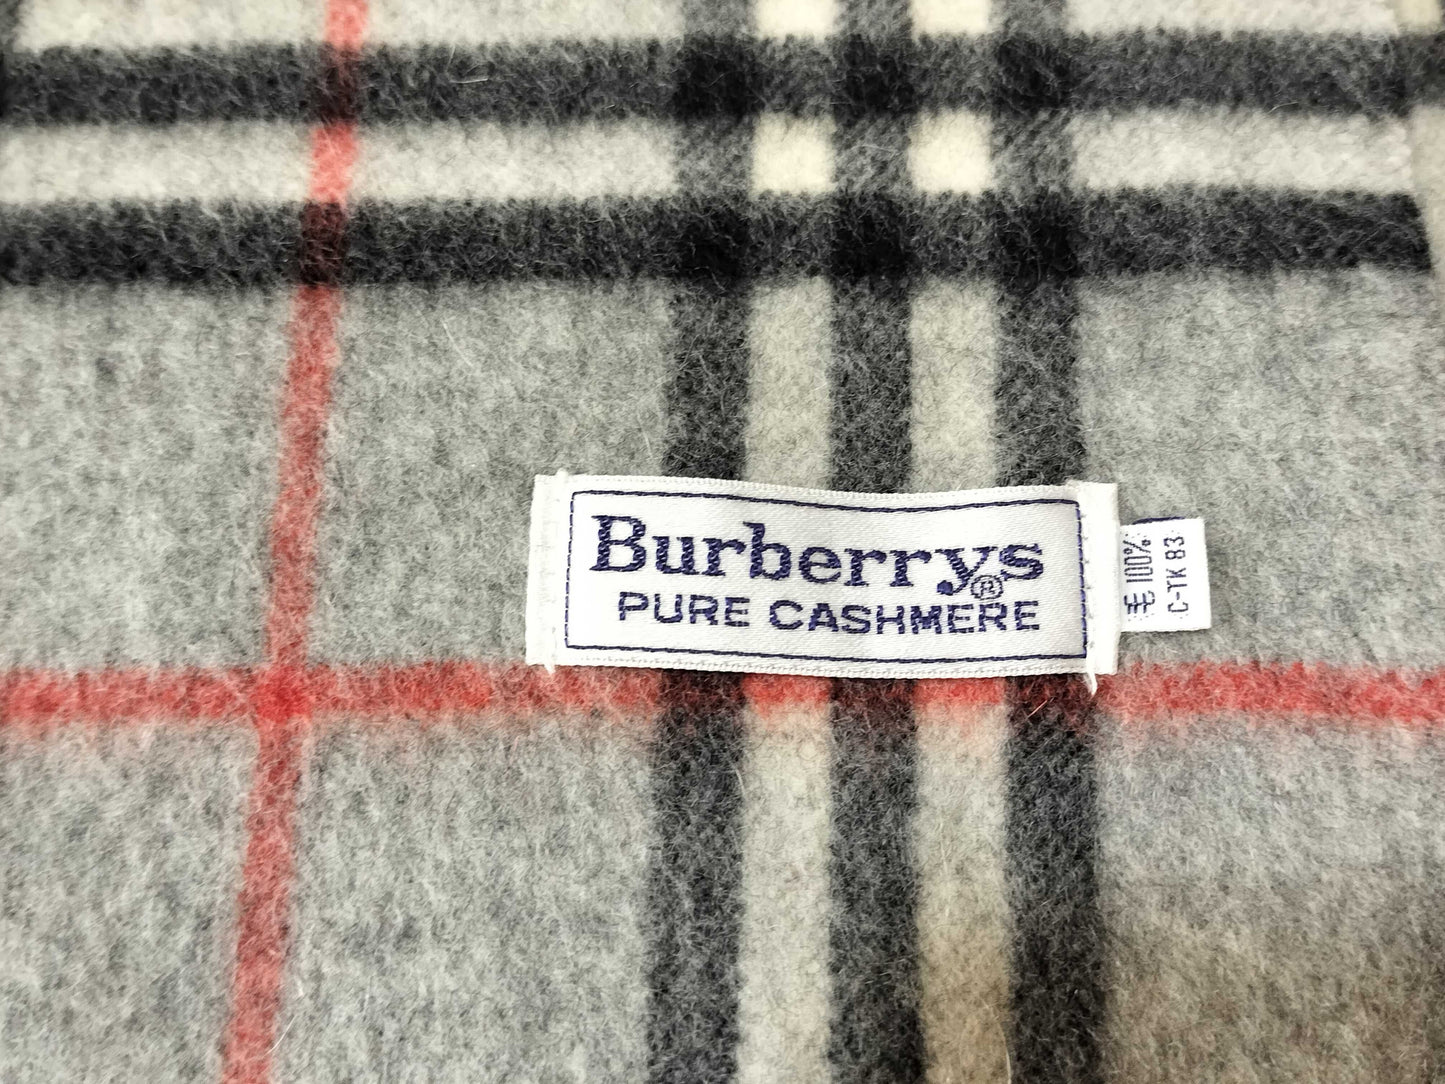 Burberrys®
PURE CASHMERE
毛 100%
C-TK 83